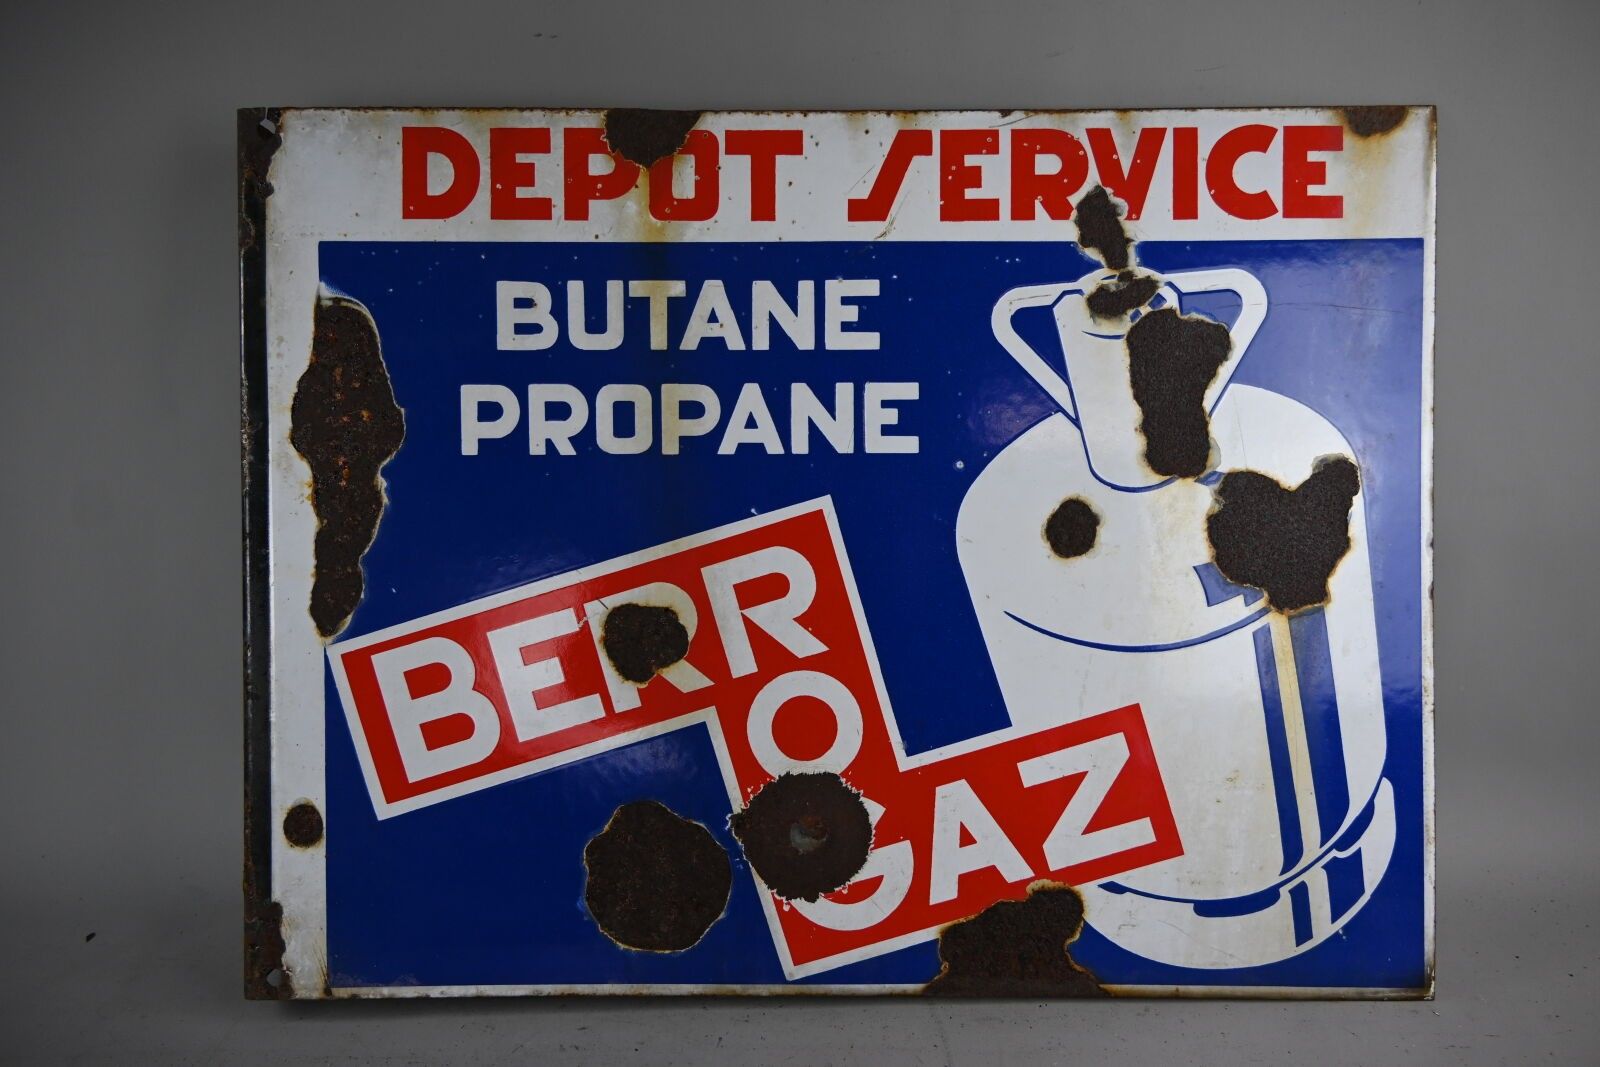 DEPOT SERVICE
BUTANE
PROPANE
BERR
O
GAZ